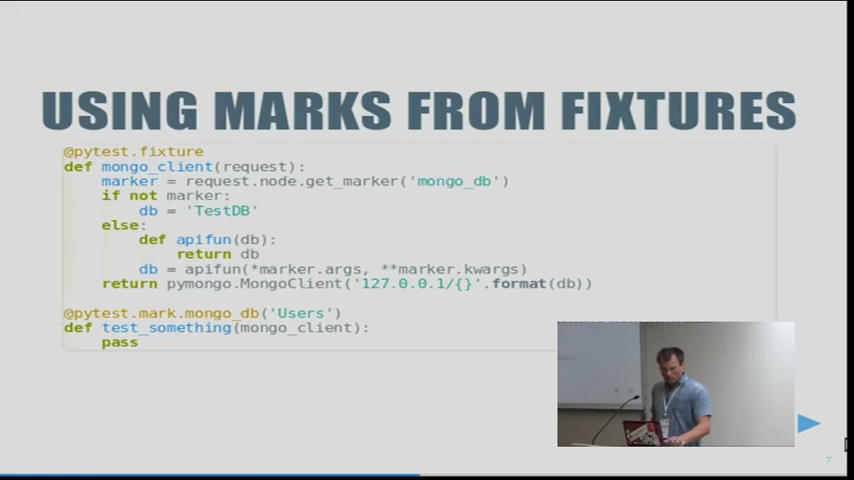 USING MARKS FROM FIXTURES
@pytest.fixture
def mongo_client(request):
    marker = request.node.get_marker('mongo_db')
    if not marker:
        db = 'TestDB'
    else:
        def apifun(db):
            return db
        db = apifun(*marker.args, **marker.kwargs)
    return pymongo.MongoClient('127.0.0.1/{}'.format(db))
@pytest.mark.mongo_db('Users')
def test_something(mongo_client):
    pass
7